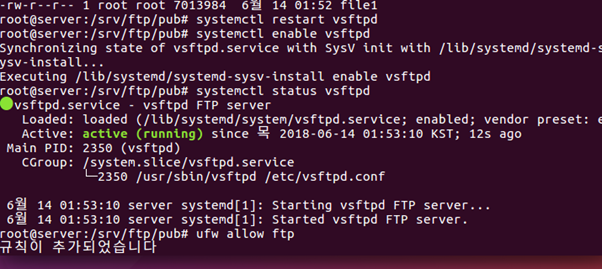 -rw-r--r-- 1 root root 7013984  6월 14 01:52 file1
root@server:/srv/ftp/pub# systemctl restart vsftpd
root@server:/srv/ftp/pub# systemctl enable vsftpd
Synchronizing state of vsftpd.service with SysV init with /lib/systemd/systemd-s
ysv-install...
Executing /lib/systemd/systemd-sysv-install enable vsftpd
root@server:/srv/ftp/pub# systemctl status vsftpd
● vsftpd.service - vsftpd FTP server
   Loaded: loaded (/lib/systemd/system/vsftpd.service; enabled; vendor preset: e
   Active: active (running) since 목 2018-06-14 01:53:10 KST; 12s ago
 Main PID: 2350 (vsftpd)
   CGroup: /system.slice/vsftpd.service
           └─2350 /usr/sbin/vsftpd /etc/vsftpd.conf
 6월 14 01:53:10 server systemd[1]: Starting vsftpd FTP server...
 6월 14 01:53:10 server systemd[1]: Started vsftpd FTP server.
root@server:/srv/ftp/pub# ufw allow ftp
규칙이 추가되었습니다